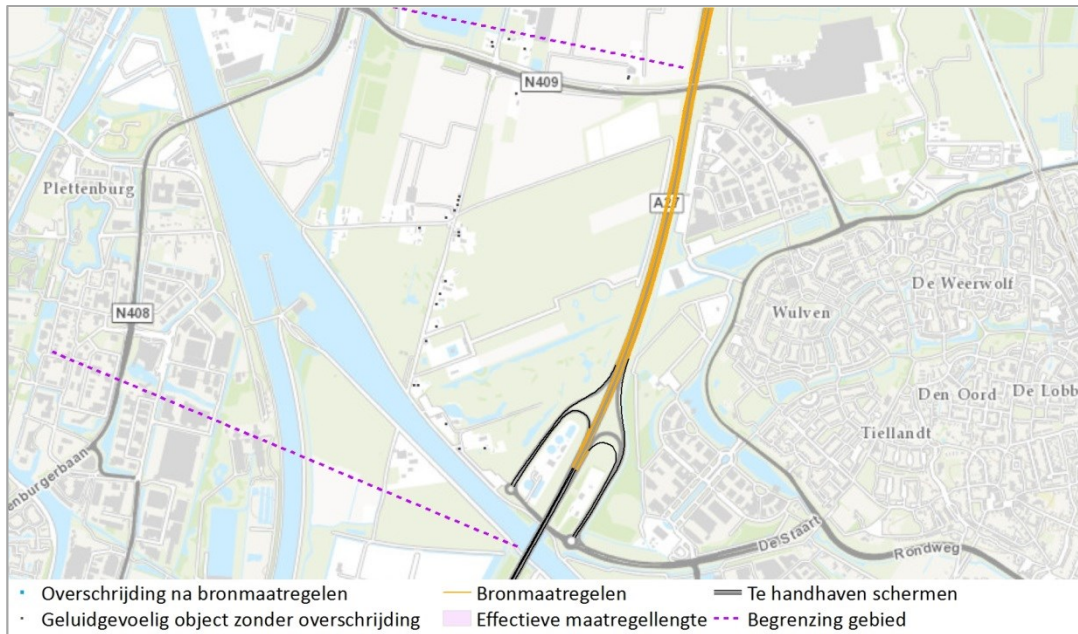 N409
Plettenburg
A27
De Weerwolf
N408
Wulven
Den Oord
De Lobb
Tiellandt
enburgerbaan
De Staart
Rondweg
Overschrijding na bronmaatregelen
Bronmaatregelen
Te handhaven schermen
Geluidgevoelig object zonder overschrijding
Effectieve maatregellengte
Begrenzing gebied